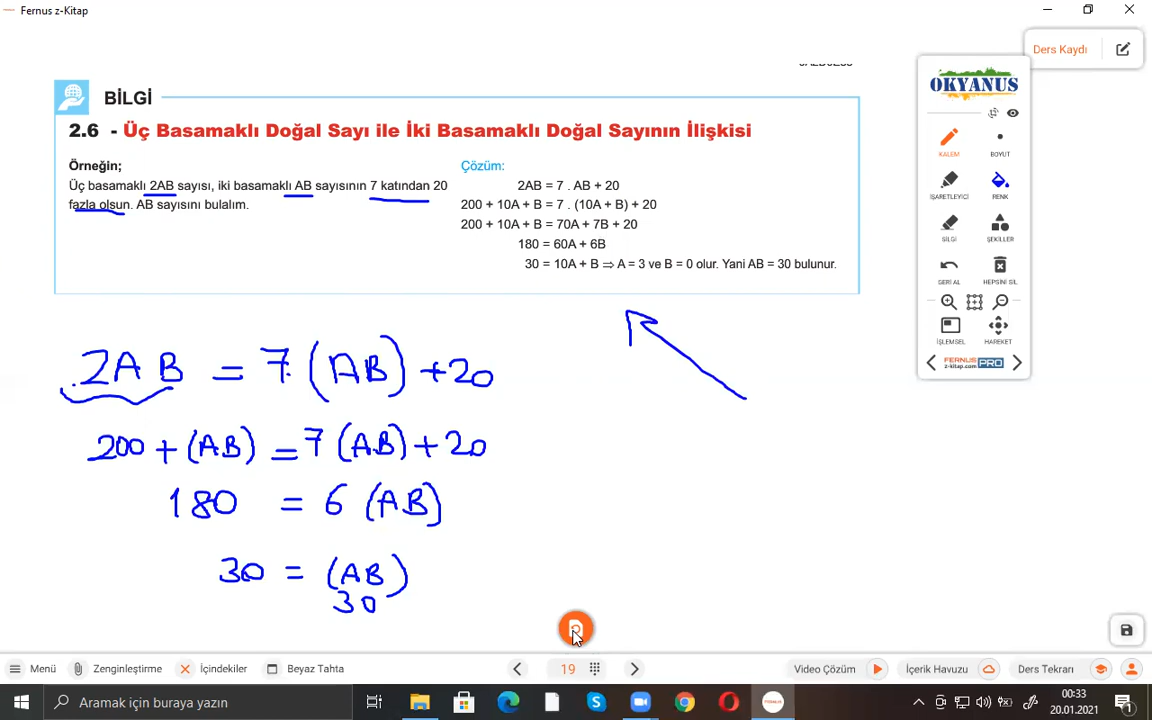 Fernus z-Kitap
Ders Kaydı
OKYANUS
BİLGİ
2.6 - Üç Basamaklı Doğal Sayı ile İki Basamaklı Doğal Sayının İlişkisi
Örneğin;
Üç basamaklı 2AB sayısı, iki basamaklı AB sayısının 7 katından 20
fazla olsun. AB sayısını bulalım.
Çözüm:
2AB = 7 . AB + 20
200 + 10A + B = 7 . (10A + B) + 20
200 + 10A + B = 70A + 7B + 20
180 = 60A + 6B
30 = 10A + B ⇒ A = 3 ve B = 0 olur. Yani AB = 30 bulunur.
2AB = 7.(AB) + 20
200 + (AB) = 7(AB) + 20
180 = 6 (AB)
30 = (AB)
30
KALEM
BOYUT
İŞARETLEYİCİ
RENK
SİLGİ
ŞEKİLLER
GERİ AL
HEPSİNİ SİL
İŞLEMSEL
HAREKET
FERNUS PRO
z-kitap.com
Menü
Zenginleştirme
İçindekiler
Beyaz Tahta
19
Video Çözüm
İçerik Havuzu
Ders Tekrarı
Aramak için buraya yazın
FERNUS
00:33
20.01.2021
1